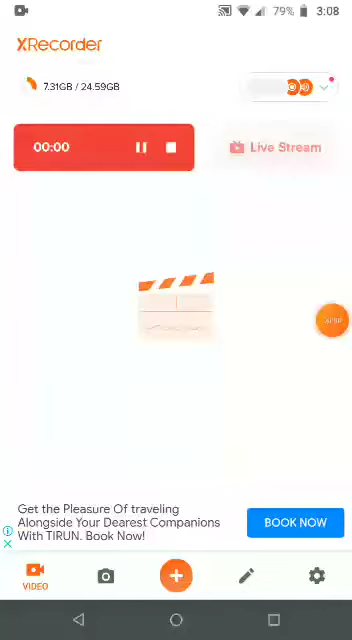 79% 3:08
XRecorder
7.31GB / 24.59GB
00:00
Live Stream
Get the Pleasure Of traveling
Alongside Your Dearest Companions
With TIRUN. Book Now!
BOOK NOW
VIDEO